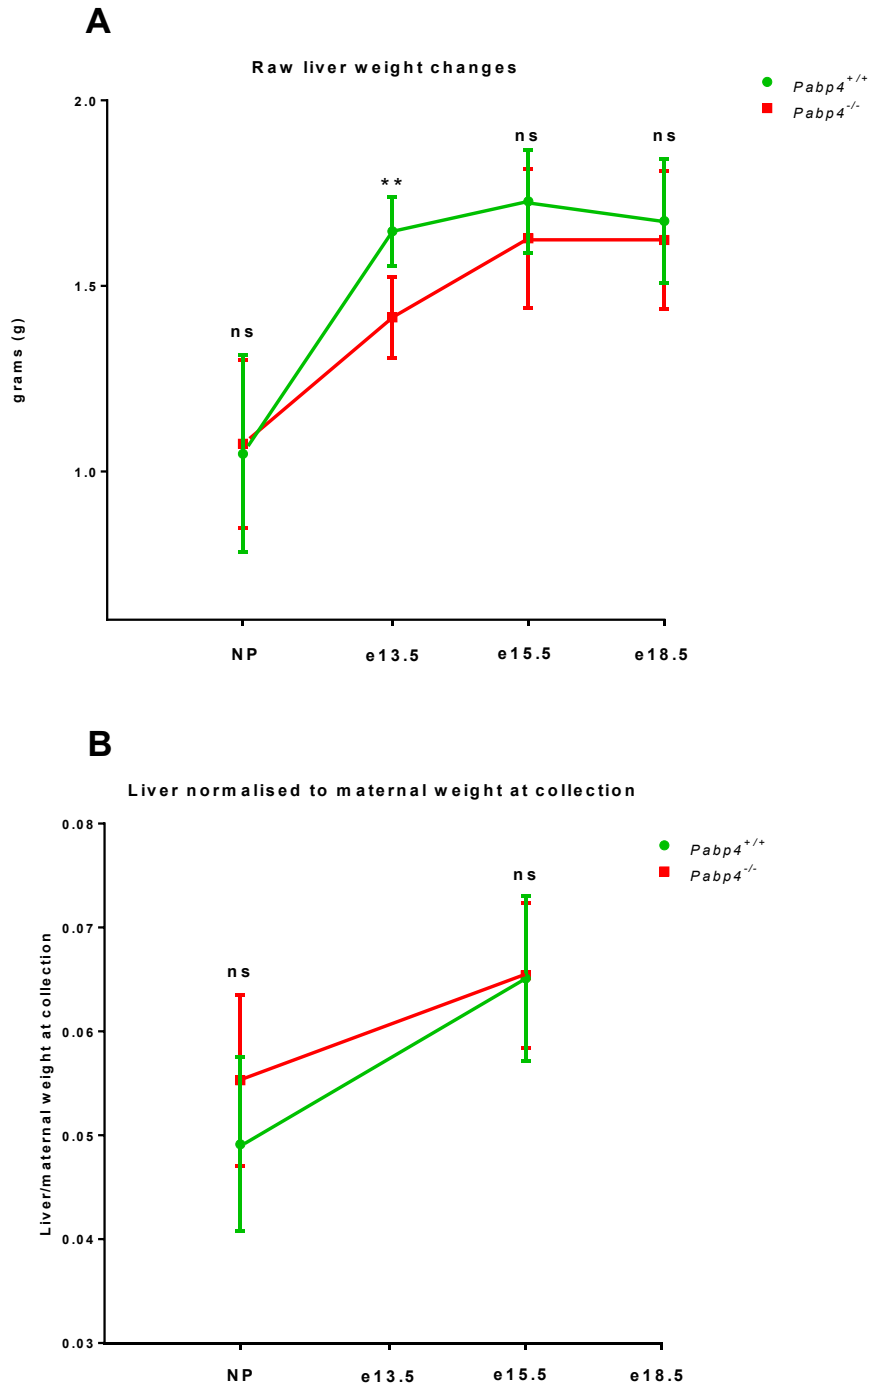 A
Raw liver weight changes
Pabp4+/+
Pabp4-/-
2.0
ns
ns
**
1.5
ns
grams (g)
1.0
NP
e13.5
e15.5
e18.5
B
Liver normalised to maternal weight at collection
0.08
Pabp4+/+
Pabp4-/-
ns
0.07
ns
0.06
Liver/maternal weight at collection
0.05
0.04
0.03
NP
e13.5
e15.5
e18.5